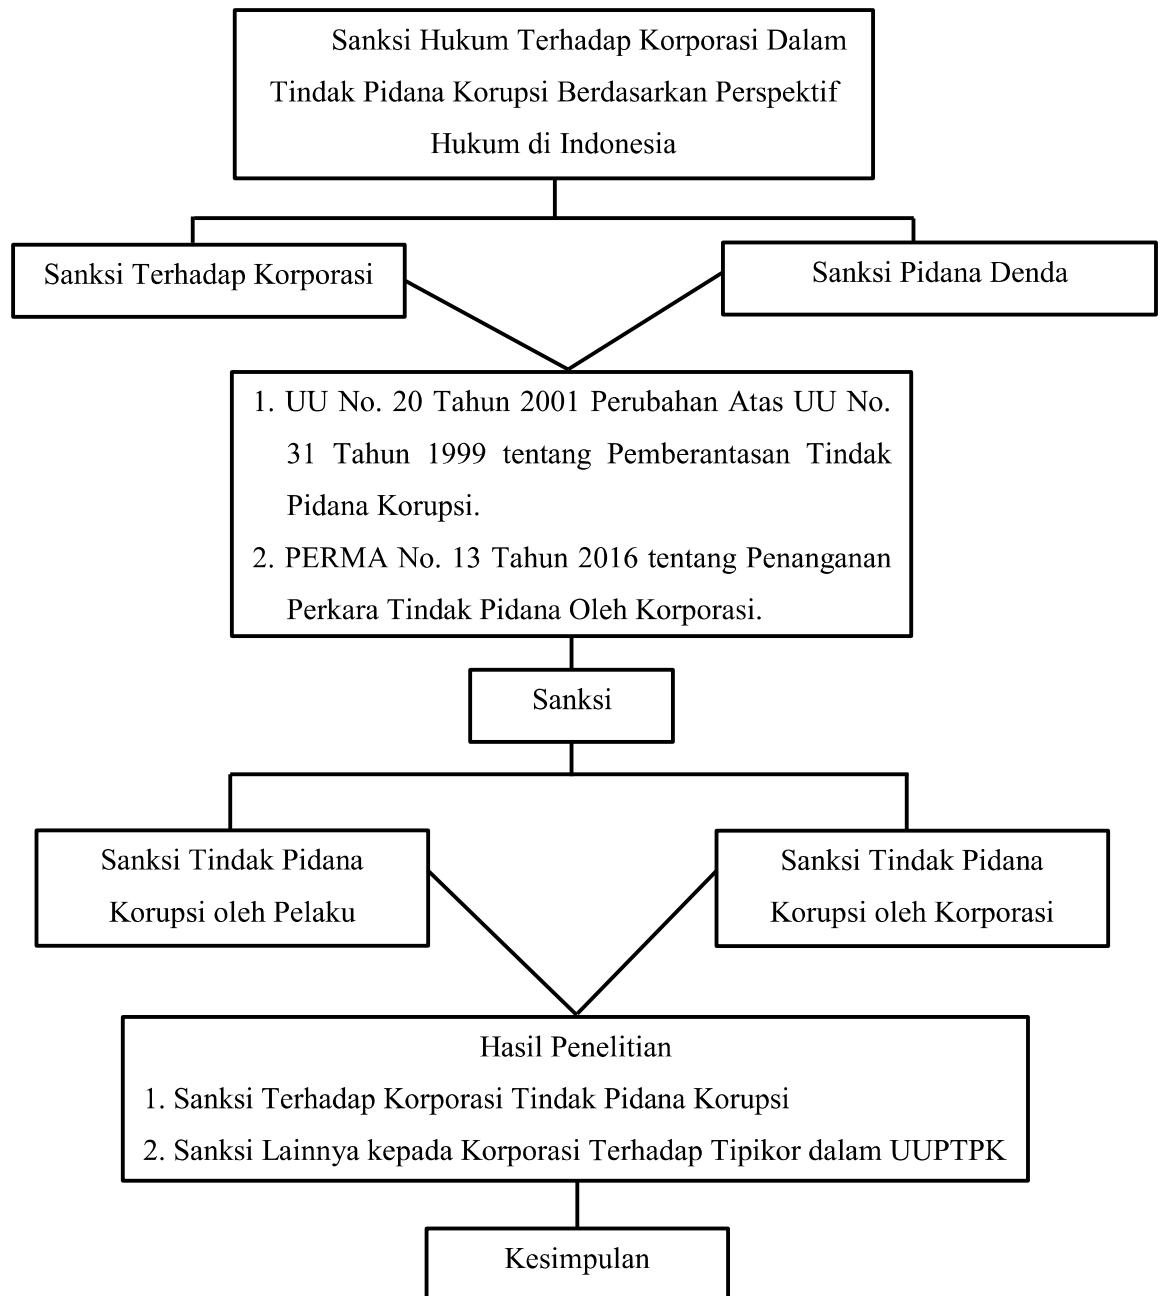 Sanksi Hukum Terhadap Korporasi Dalam
Tindak Pidana Korupsi Berdasarkan Perspektif
Hukum di Indonesia
Sanksi Terhadap Korporasi
Sanksi Pidana Denda
1. UU No. 20 Tahun 2001 Perubahan Atas UU No.
31 Tahun 1999 tentang Pemberantasan Tindak
Pidana Korupsi.
2. PERMA No. 13 Tahun 2016 tentang Penanganan
Perkara Tindak Pidana Oleh Korporasi.
Sanksi
Sanksi Tindak Pidana
Korupsi oleh Pelaku
Sanksi Tindak Pidana
Korupsi oleh Korporasi
Hasil Penelitian
1. Sanksi Terhadap Korporasi Tindak Pidana Korupsi
2. Sanksi Lainnya kepada Korporasi Terhadap Tipikor dalam UUPTPK
Kesimpulan